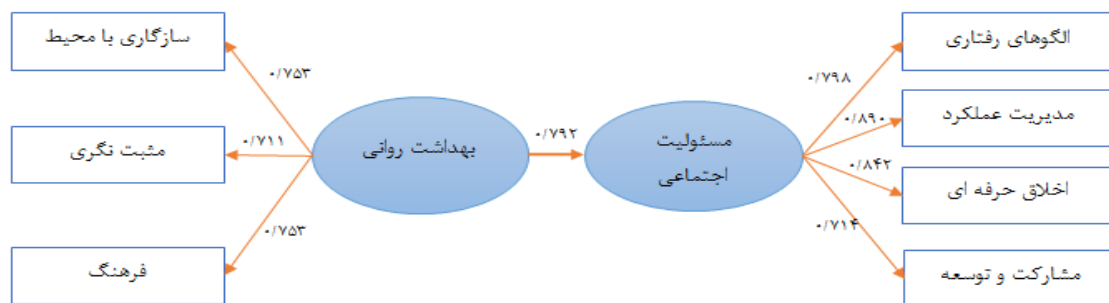 الگوهای رفتاری
سازگاری با محیط
۰/۷۹۸
۰/۷۵۳
مدیریت عملکرد
۰/۸۹۰
مسئولیت
اجتماعی
۰/۷۹۲
بهداشت روانی
۰/۷۱۱
مثبت نگری
۰/۸۴۲
اخلاق حرفه ای
۰/۷۱۴
۰/۷۵۳
مشارکت و توسعه
فرهنگ